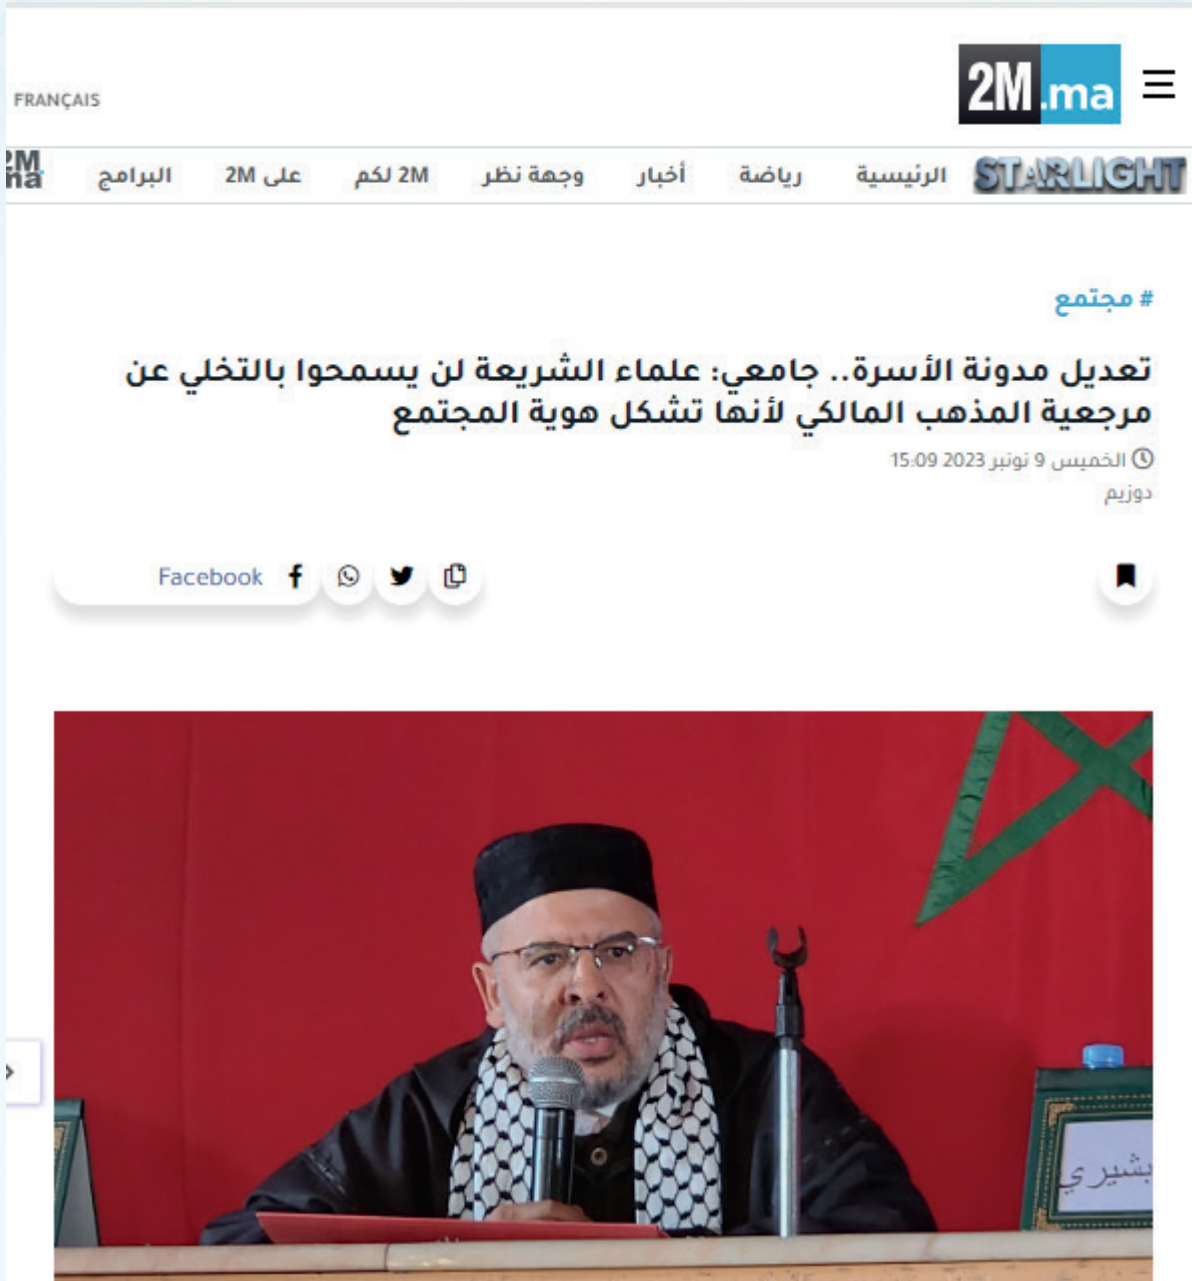 2M.ma
FRANÇAIS
STARLIGHT الرئيسية رياضة أخبار وجهة نظر 2M لكم على 2M البرامج 2M.ma
# مجتمع
تعديل مدونة الأسرة.. جامعي: علماء الشريعة لن يسمحوا بالتخلي عن
مرجعية المذهب المالكي لأنها تشكل هوية المجتمع
الخميس 9 نونبر 2023 15:09
دوزيم
Facebook
بشيري